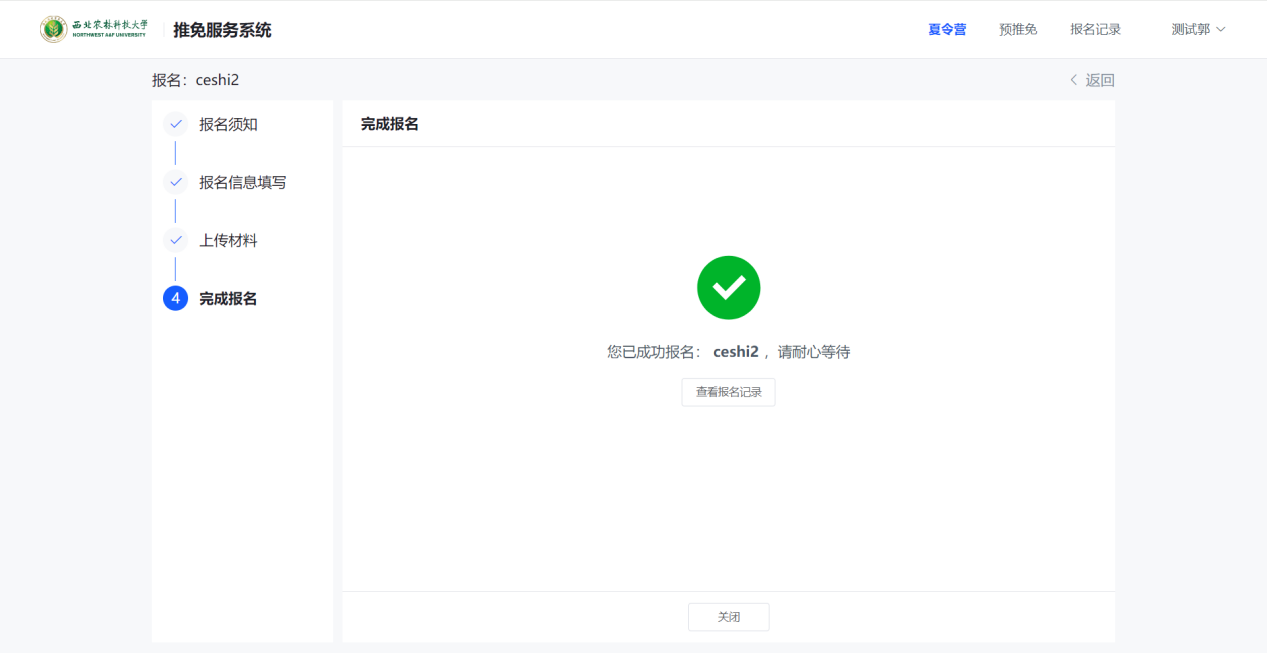 西北农林科技大学
NORTHWEST A&F UNIVERSITY
推免服务系统
夏令营
预推免
报名记录
测试郭
报名：ceshi2
返回
报名须知
报名信息填写
上传材料
4 完成报名
完成报名
您已成功报名： ceshi2 ，请耐心等待
查看报名记录
关闭